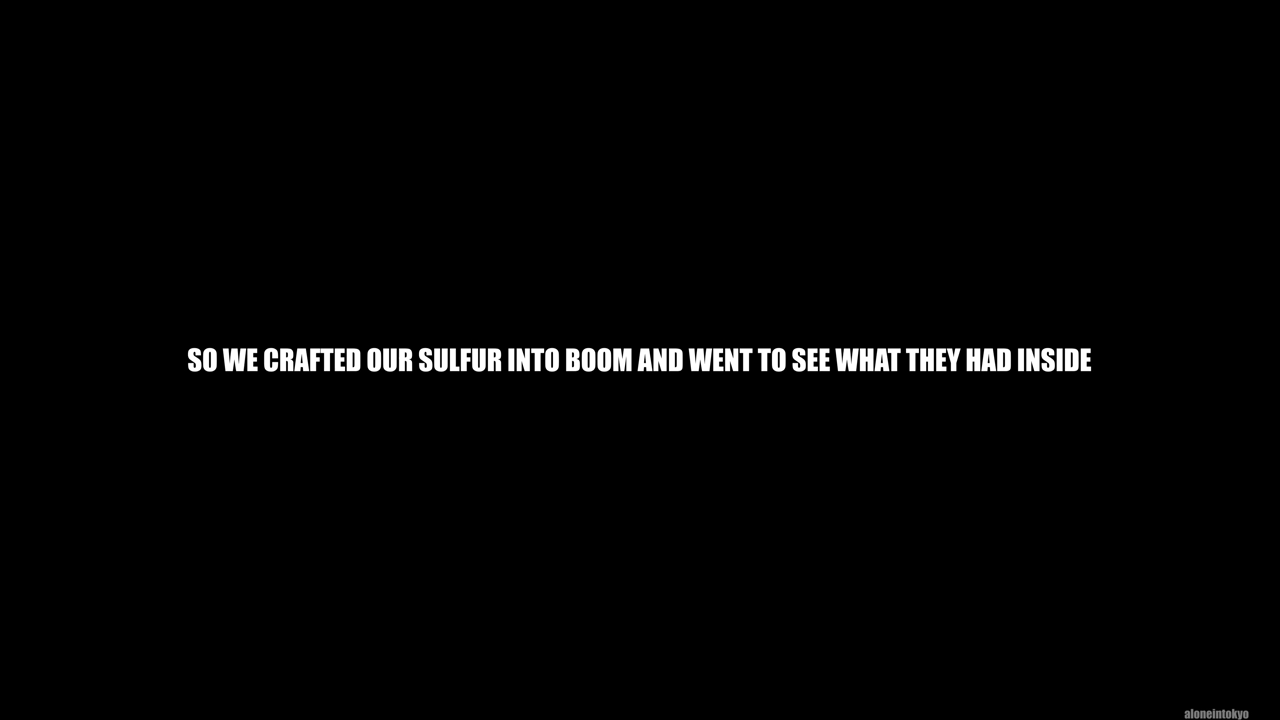 SO WE CRAFTED OUR SULFUR INTO BOOM AND WENT TO SEE WHAT THEY HAD INSIDE
aloneintokyo